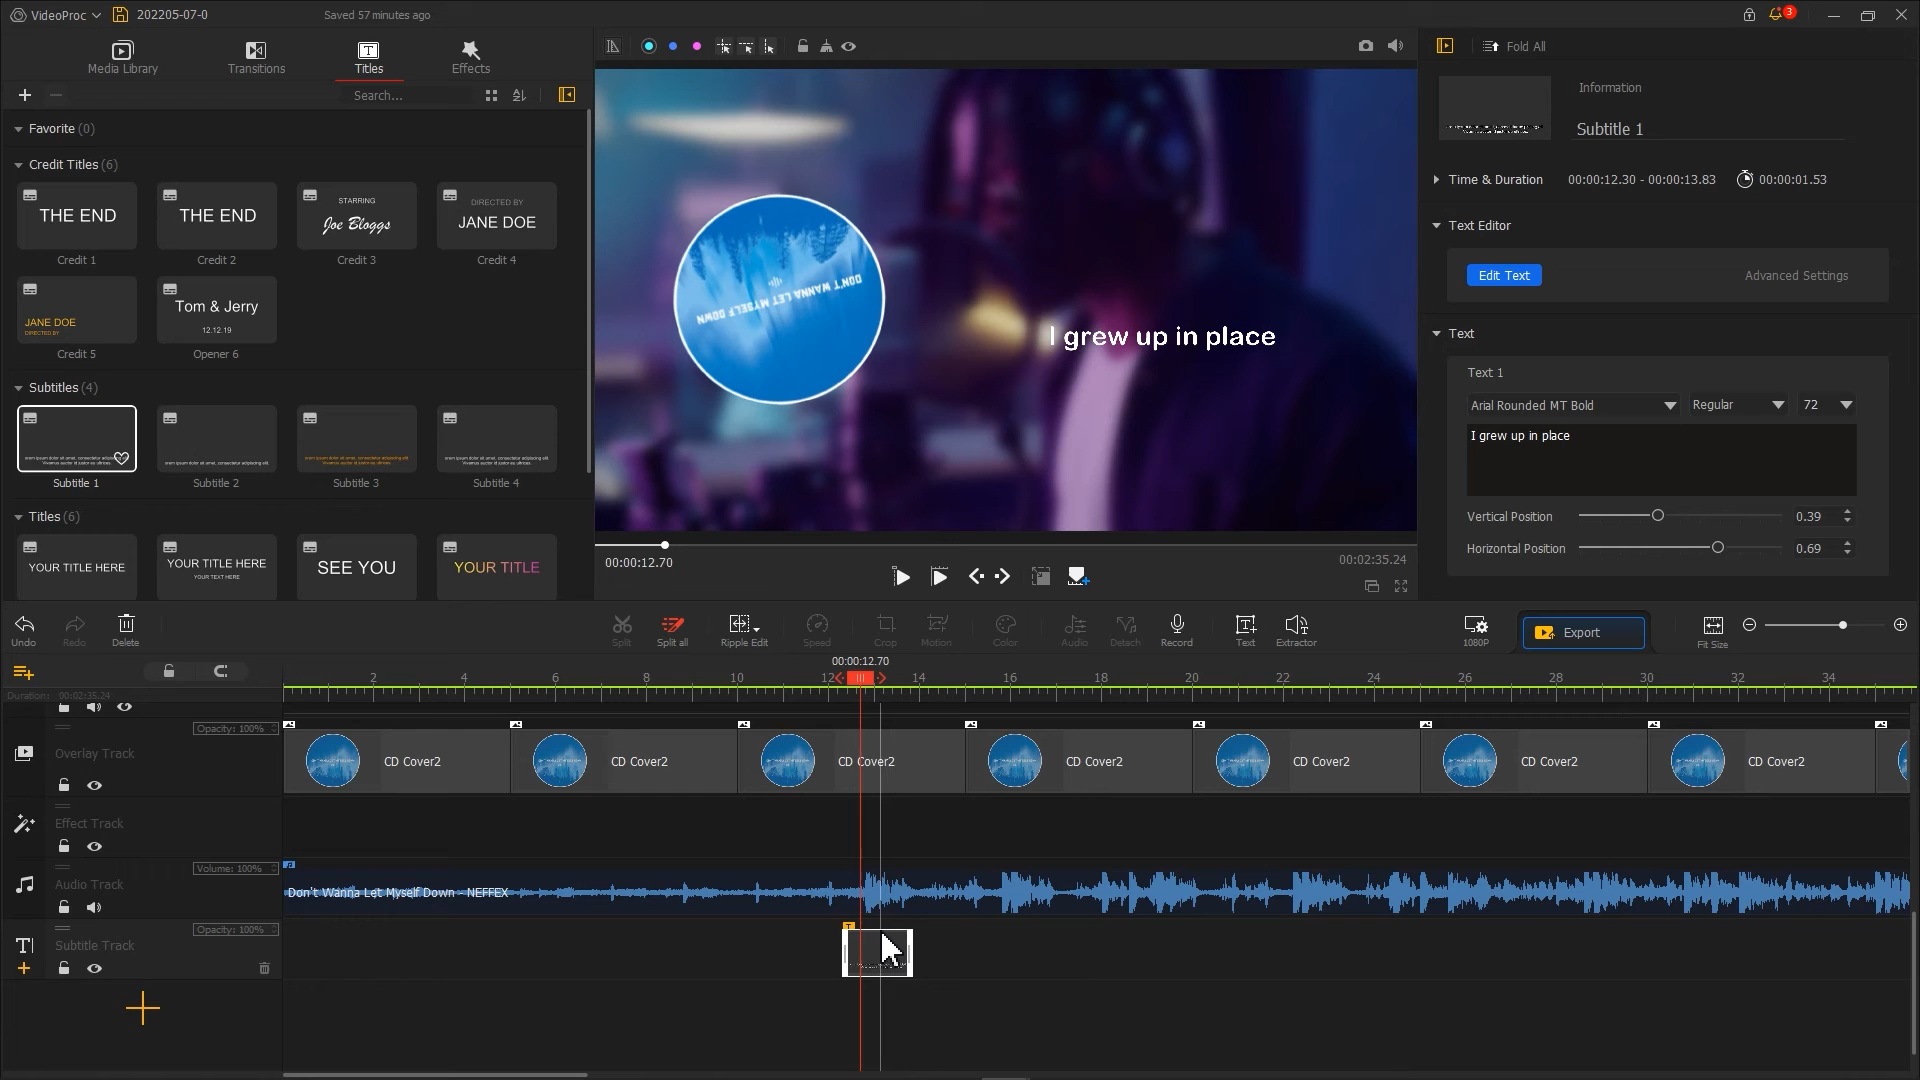 VideoProc
202205-07-0
Saved 57 minutes ago
3
Media Library
Transitions
Titles
Effects
Search...
Favorite (0)
Credit Titles (6)
THE END
THE END
STARRING
Joe Bloggs
DIRECTED BY
JANE DOE
Credit 1
Credit 2
Credit 3
Credit 4
JANE DOE
DIRECTED BY
Tom & Jerry
12.12.19
Credit 5
Opener 6
Subtitles (4)
Subtitle 1
Subtitle 2
Subtitle 3
Subtitle 4
Titles (6)
YOUR TITLE HERE
YOUR TITLE HERE
YOUR TEXT HERE
SEE YOU
YOUR TITLE
DON'T WANNA LET MYSELF DOWN
I grew up in place
00:00:12.70
00:02:35.24
Fold All
Information
Subtitle 1
Time & Duration
00:00:12.30 - 00:00:13.83
00:00:01.53
Text Editor
Edit Text
Advanced Settings
Text
Text 1
Arial Rounded MT Bold
Regular
72
I grew up in place
Vertical Position
0.39
Horizontal Position
0.69
Undo
Redo
Delete
Split
Split all
Ripple Edit
Speed
Crop
Motion
Color
Audio
Detach
Record
Text
Extractor
1080P
Export
Fit Size
00:00:12.70
2 4 6 8 10 12 14 16 18 20 22 24 26 28 30 32 34
Duration: 00:02:35.24
Opacity: 100%
Overlay Track
CD Cover2
CD Cover2
CD Cover2
CD Cover2
CD Cover2
CD Cover2
CD Cover2
Effect Track
Volume: 100%
Audio Track
Don't Wanna Let Myself Down - NEFFEX
Opacity: 100%
Subtitle Track